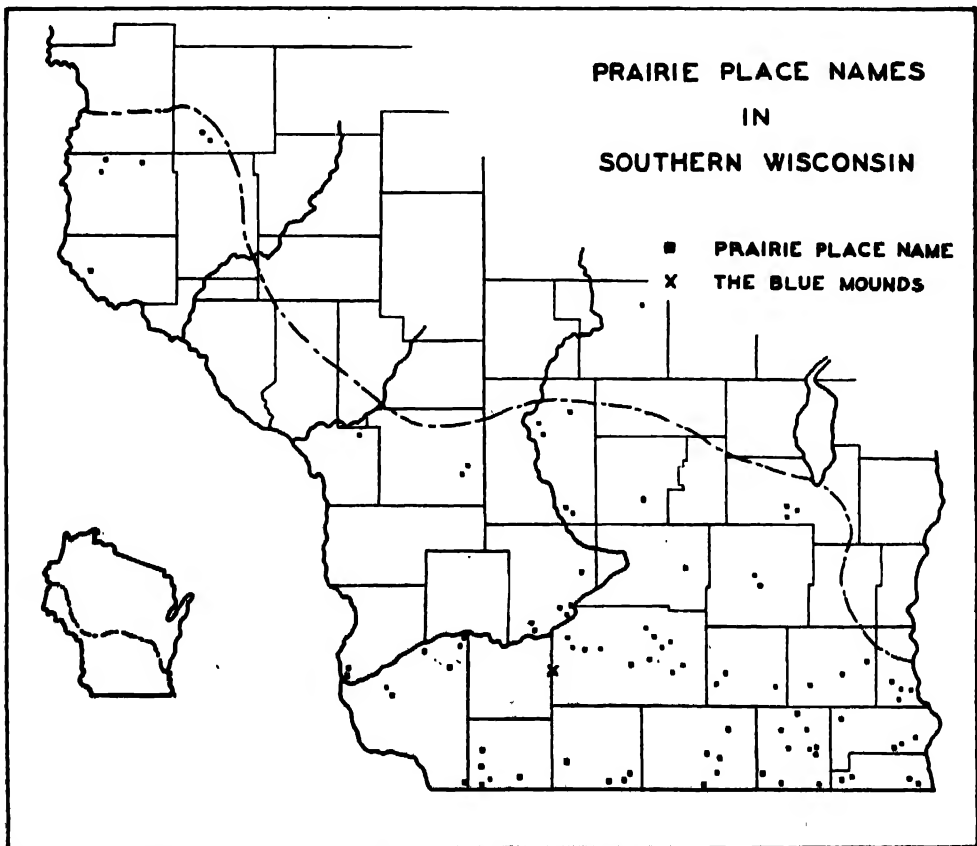 PRAIRIE PLACE NAMES
IN
SOUTHERN WISCONSIN
PRAIRIE PLACE NAME
X THE BLUE MOUNDS